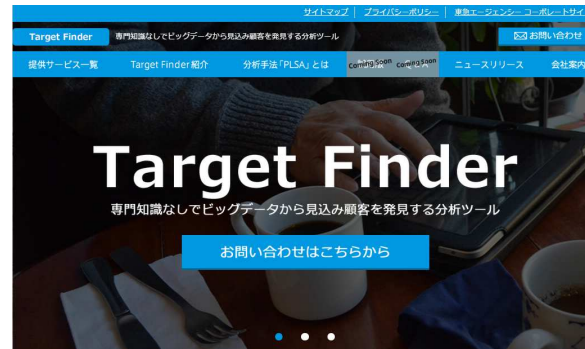 サイトマップ プライバシーポリシー 東急エージェンシー コーポレートサイ
Target Finder 専門知識なしでビッグデータから見込み顧客を発見する分析ツール お問い合わせ
提供サービス一覧 Target Finder 紹介 分析手法「PLSA」とは Coming Soon Coming Soon ニュースリリース 会社案内
Target Finder
専門知識なしでビッグデータから見込み顧客を発見する分析ツール
お問い合わせはこちらから